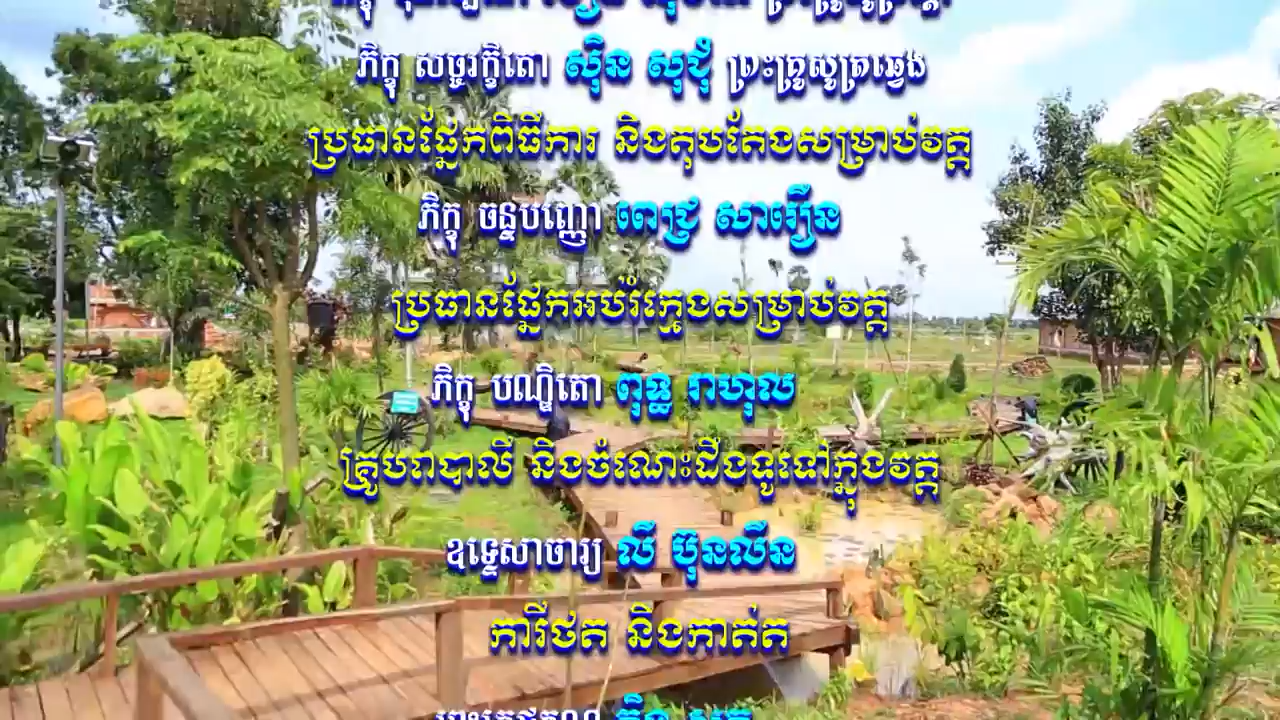 ភិក្ខុ សច្ចរក្ខិតោ ស៊ិន សុជុំ ព្រះគ្រូសូត្រឆ្វេង
ប្រធានផ្នែកពិធីការ និងតុបតែងសម្រាប់វត្ត
ភិក្ខុ ចន្ទបញ្ញោ ពេជ្រ សារឿន
ប្រធានផ្នែកអប់រំក្មេងសម្រាប់វត្ត
ភិក្ខុ បណ្ឌិតោ ពុទ្ធ រាហុល
គ្រូបរាបាលី និងចំណេះដឹងទូទៅក្នុងវត្ត
ឧទ្ទេសាចារ្យ លី ប៊ុនលីន
ការីថត និងកាត់ត